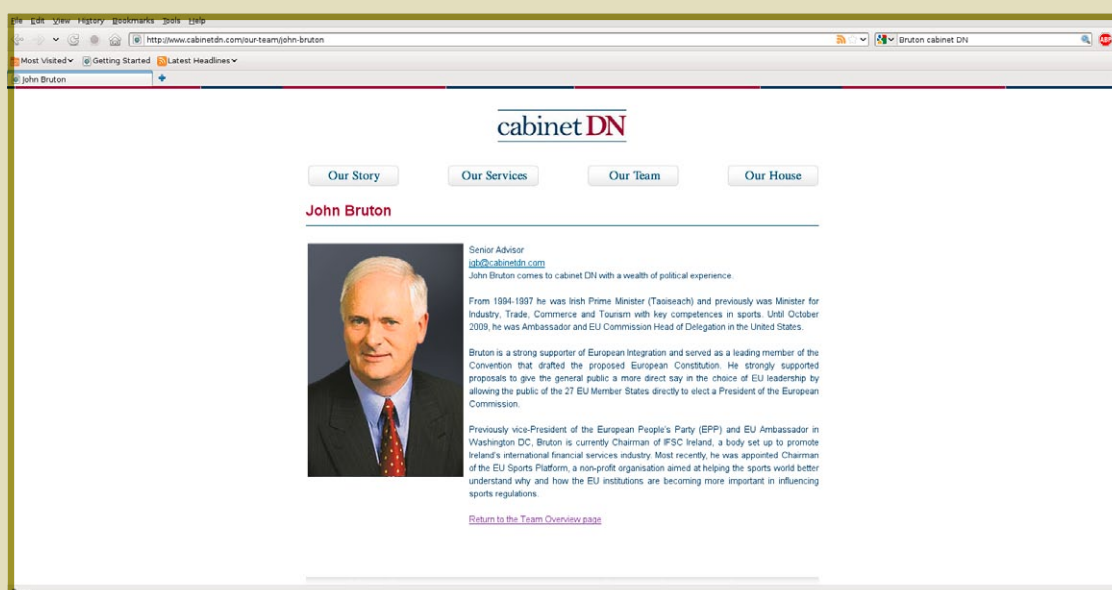 File Edit View History Bookmarks Tools Help
http://www.cabinetdn.com/our-team/john-bruton
Bruton cabinet DN
ABP
Most Visited Getting Started Latest Headlines
John Bruton
cabinet DN
Our Story Our Services Our Team Our House
John Bruton
Senior Advisor
jgb@cabinetdn.com
John Bruton comes to cabinet DN with a wealth of political experience.
From 1994-1997 he was Irish Prime Minister (Taoiseach) and previously was Minister for
Industry, Trade, Commerce and Tourism with key competences in sports. Until October
2009, he was Ambassador and EU Commission Head of Delegation in the United States.
Bruton is a strong supporter of European Integration and served as a leading member of the
Convention that drafted the proposed European Constitution. He strongly supported
proposals to give the general public a more direct say in the choice of EU leadership by
allowing the public of the 27 EU Member States directly to elect a President of the European
Commission.
Previously vice-President of the European People's Party (EPP) and EU Ambassador in
Washington DC, Bruton is currently Chairman of IFSC Ireland, a body set up to promote
Ireland's international financial services industry. Most recently, he was appointed Chairman
of the EU Sports Platform, a non-profit organisation aimed at helping the sports world better
understand why and how the EU institutions are becoming more important in influencing
sports regulations.
Return to the Team Overview page